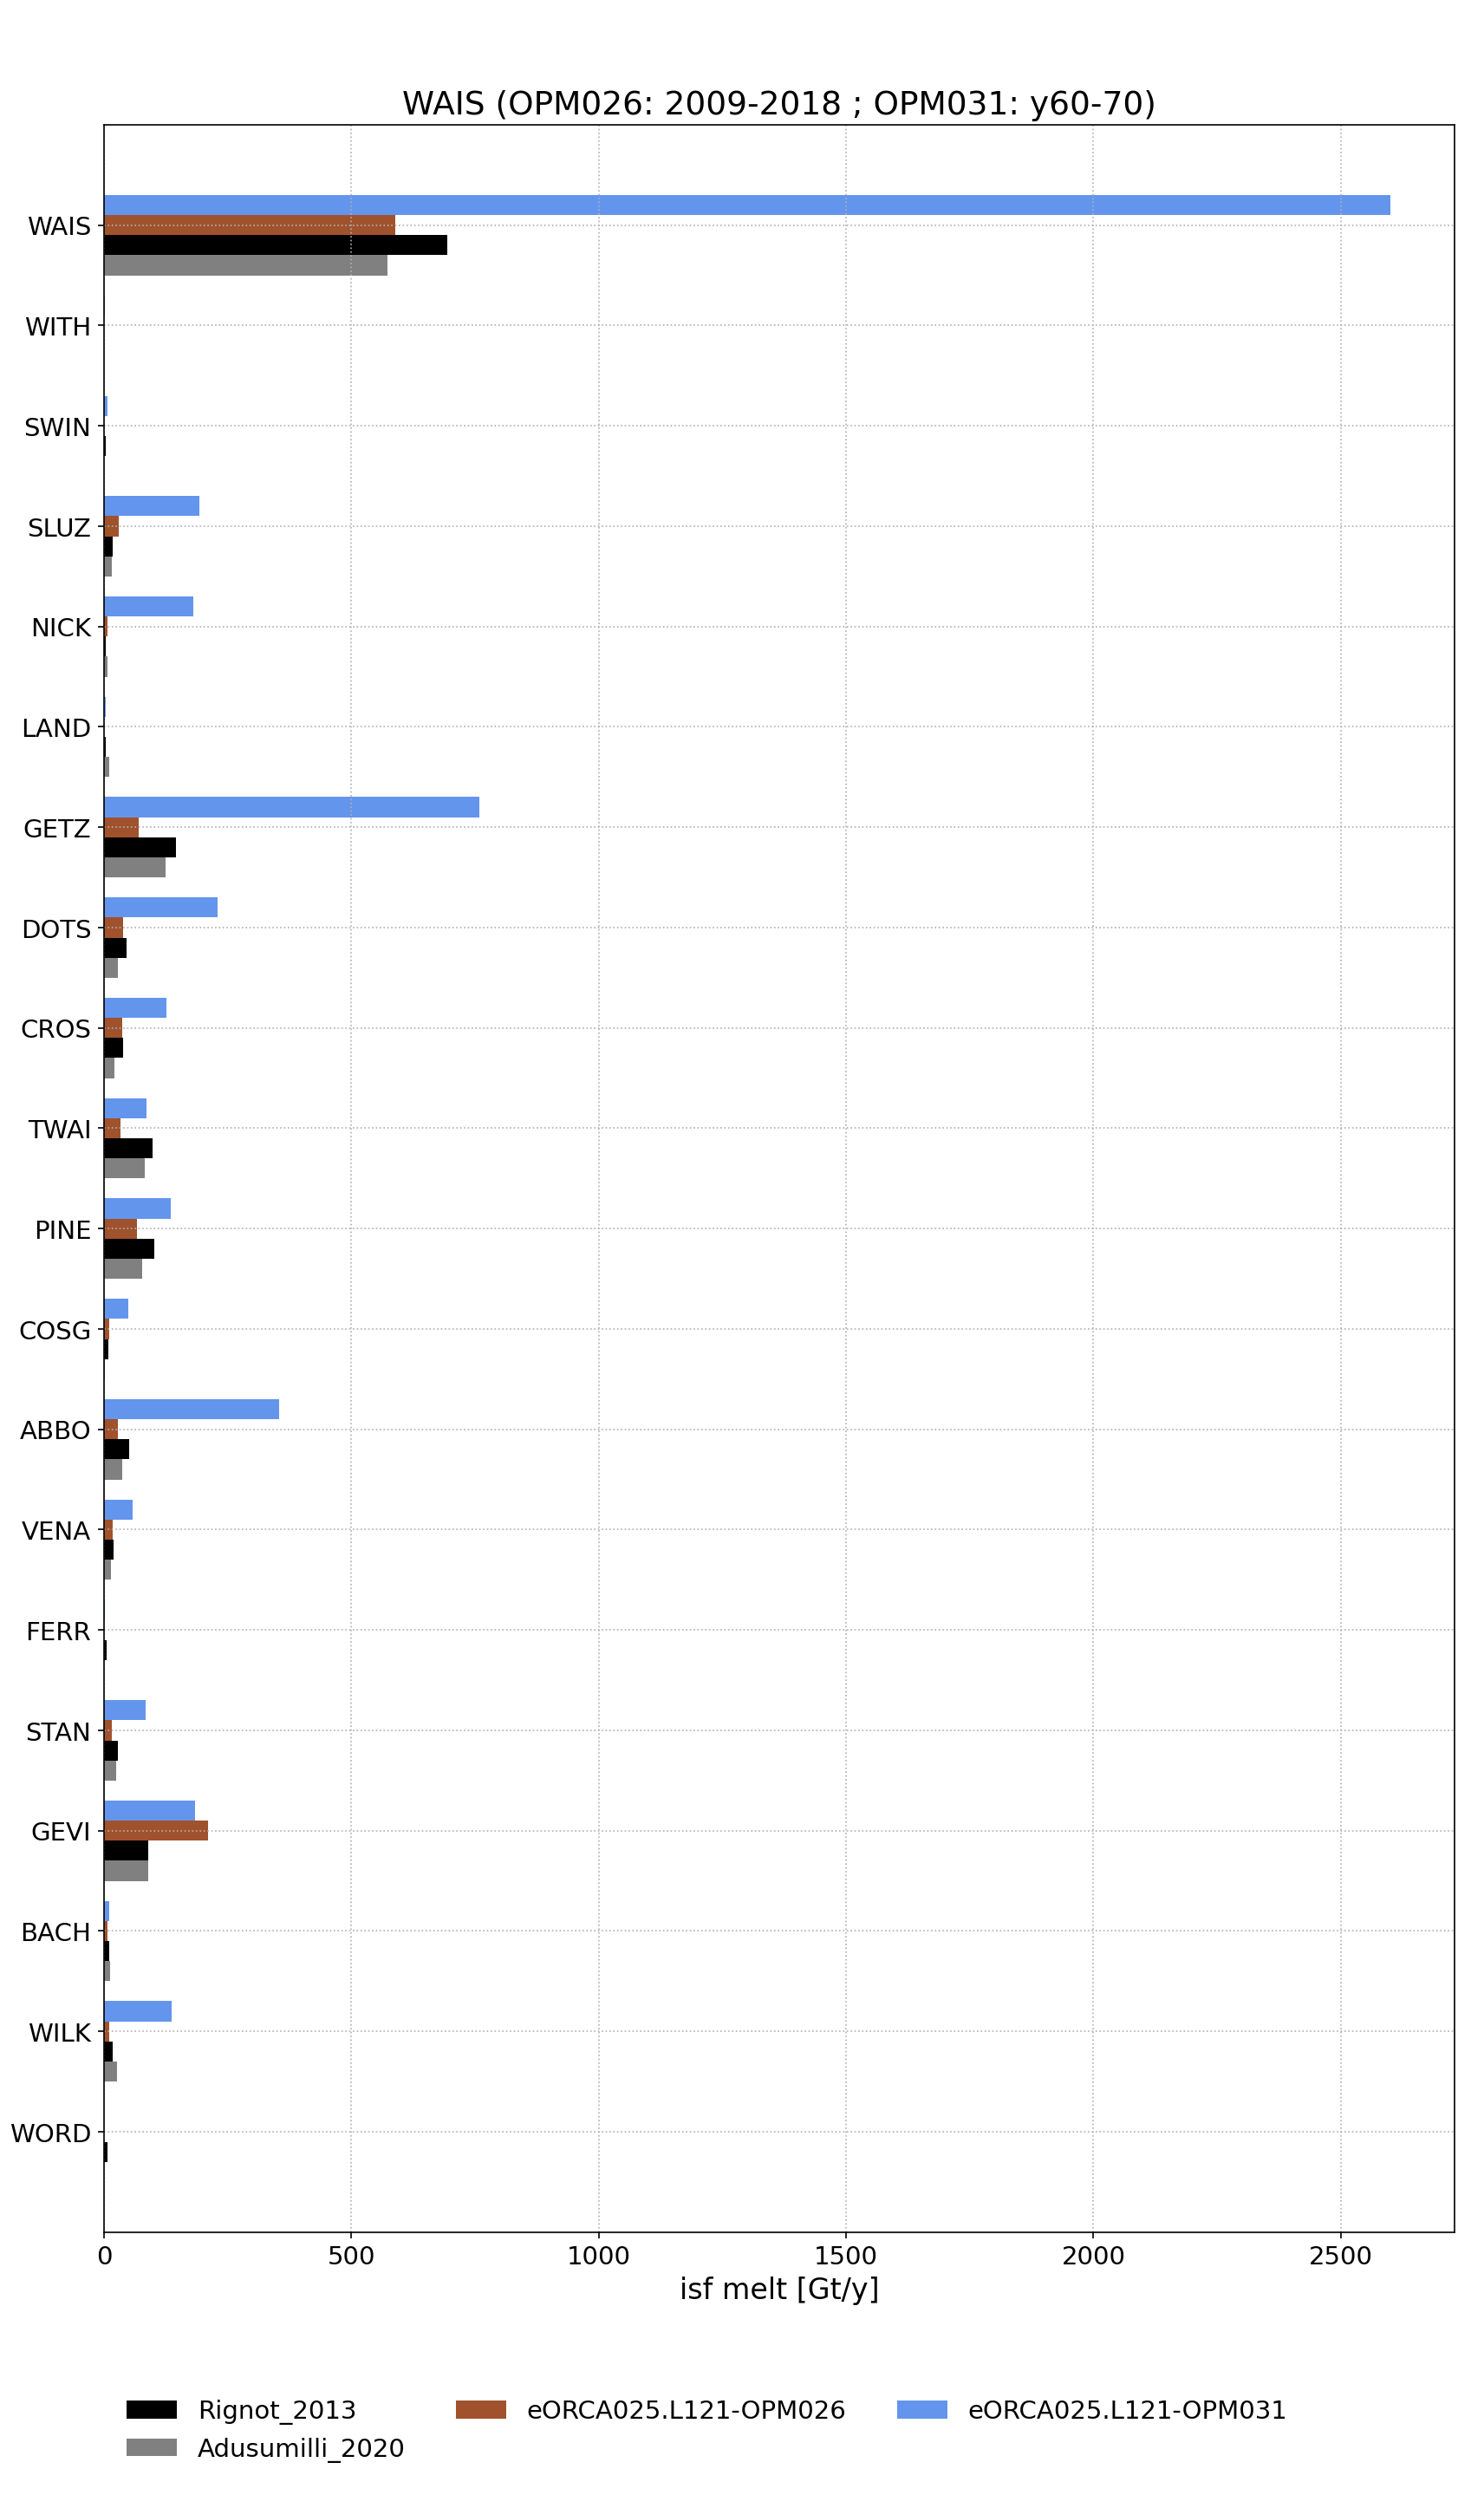 WAIS (OPM026: 2009-2018 ; OPM031: y60-70)
WAIS
WITH
SWIN
SLUZ
NICK
LAND
GETZ
DOTS
CROS
TWAI
PINE
COSG
ABBO
VENA
FERR
STAN
GEVI
BACH
WILK
WORD
0 500 1000 1500 2000 2500
isf melt [Gt/y]
Rignot_2013 eORCA025.L121-OPM026 eORCA025.L121-OPM031
Adusumilli_2020